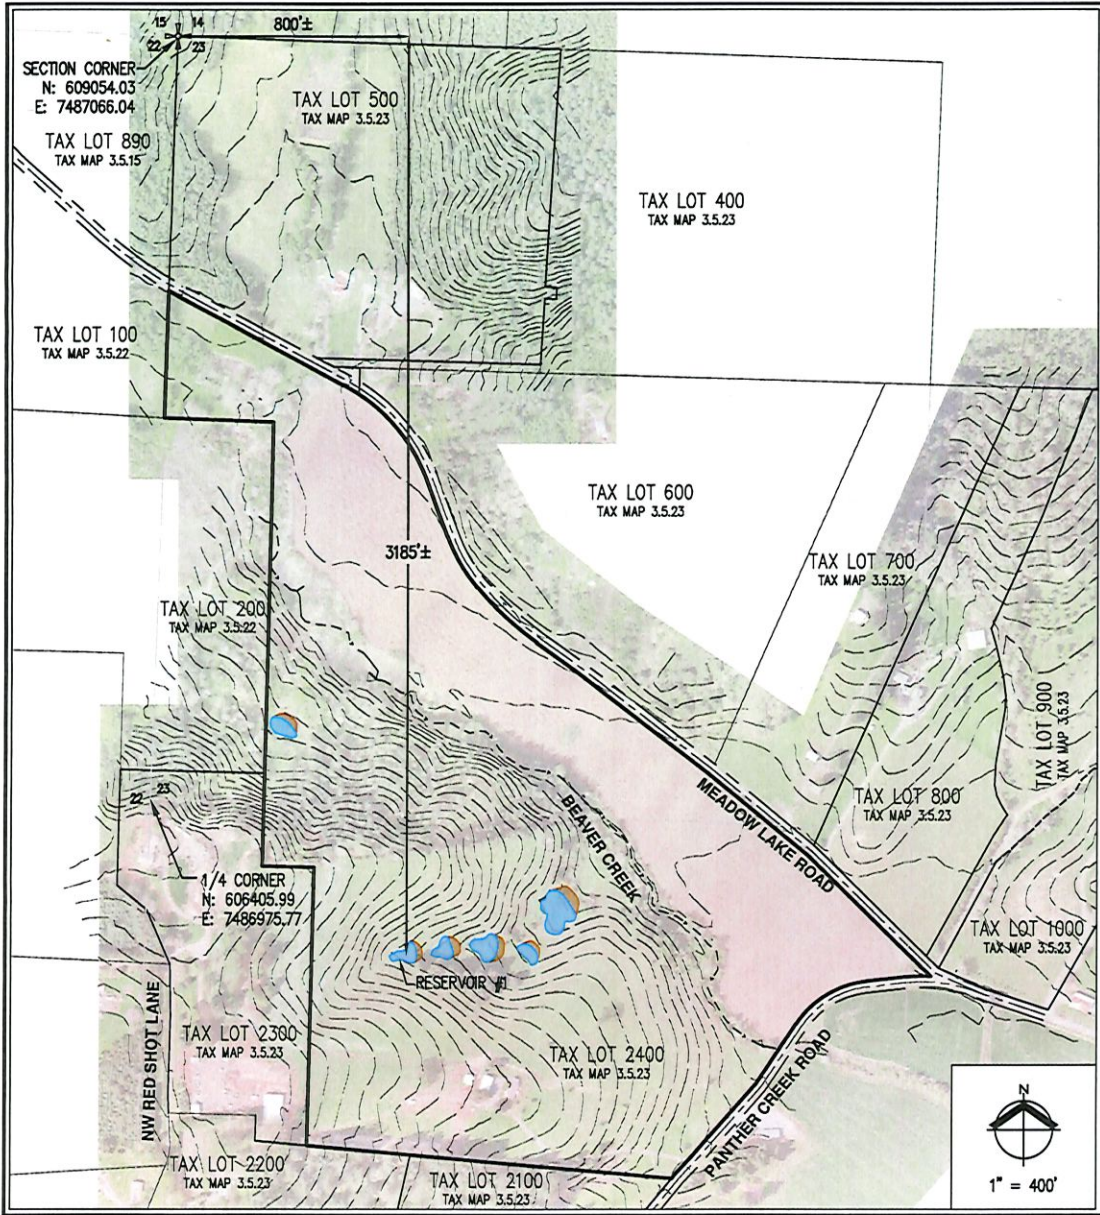 15 14
800'±
22 23
SECTION CORNER
N: 609054.03
E: 7487066.04
TAX LOT 500
TAX MAP 3.5.23
TAX LOT 890
TAX MAP 3.5.15
TAX LOT 400
TAX MAP 3.5.23
TAX LOT 100
TAX MAP 3.5.22
TAX LOT 600
TAX MAP 3.5.23
3185'±
TAX LOT 700
TAX MAP 3.5.23
TAX LOT 200
TAX MAP 3.5.22
TAX LOT 900
TAX MAP 3.5.23
22 23
MEADOW LAKE ROAD
TAX LOT 800
TAX MAP 3.5.23
BEAVER CREEK
1/4 CORNER
N: 606405.99
E: 7486975.77
TAX LOT 1000
TAX MAP 3.5.23
RESERVOIR #1
NW RED SHOT LANE
TAX LOT 2300
TAX MAP 3.5.23
TAX LOT 2400
TAX MAP 3.5.23
PANTHER CREEK ROAD
TAX LOT 2200
TAX MAP 3.5.23
TAX LOT 2100
TAX MAP 3.5.23
N
1" = 400'